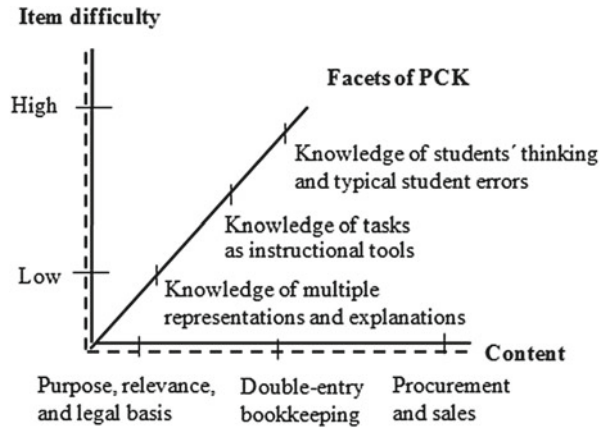 Item difficulty
High
Facets of PCK
Knowledge of students´ thinking
and typical student errors
Knowledge of tasks
as instructional tools
Low
Knowledge of multiple
representations and explanations
Content
Purpose, relevance,
and legal basis
Double-entry
bookkeeping
Procurement
and sales